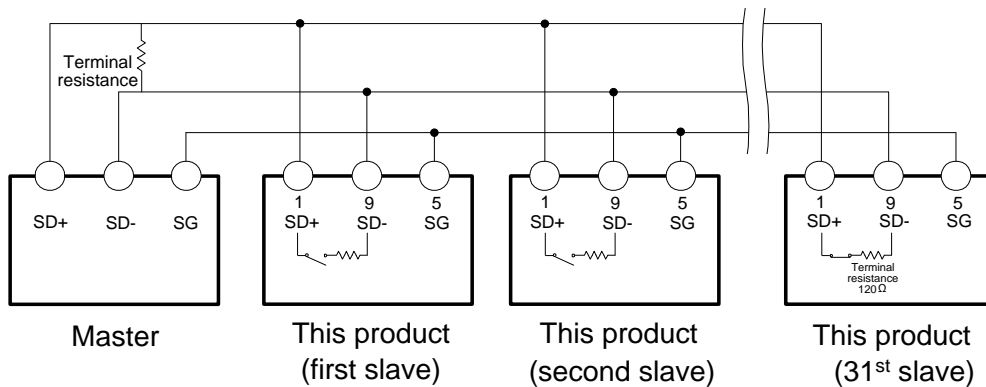 Terminal
resistance
SD+ SD- SG
1 9 5
SD+ SD- SG
1 9 5
SD+ SD- SG
1 9 5
SD+ SD- SG
Terminal
resistance
120Ω
Master
This product
(first slave)
This product
(second slave)
This product
(31st slave)